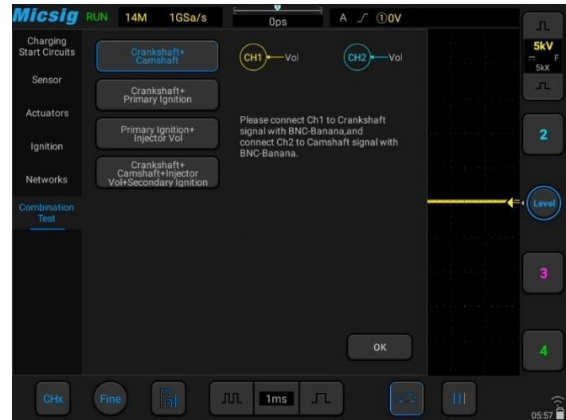 Micsig RUN 14M 1GSa/s 0ps A ①0V
Charging
Start Circuits
Sensor
Actuators
Ignition
Networks
Combination
Test
Crankshaft+
Camshaft
Crankshaft+
Primary Ignition
Primary Ignition+
Injector Vol
Crankshaft+
Camshaft+Injector
Vol+Secondary Ignition
CH1 Vol
CH2 Vol
Please connect Ch1 to Crankshaft
signal with BNC-Banana,and
connect Ch2 to Camshaft signal with
BNC-Banana.
OK
5kV
F
5kX
2
Level
3
4
CHx
Fine
1ms
05:57